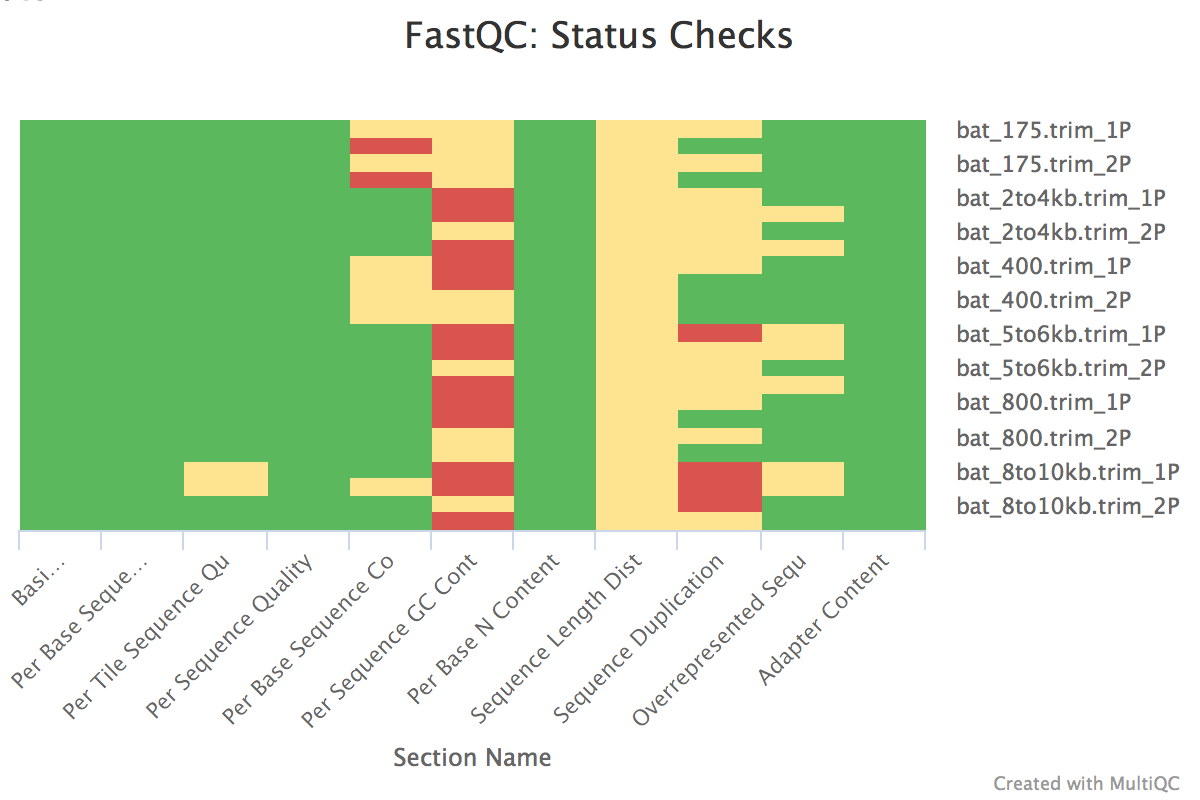 FastQC: Status Checks
bat_175.trim_1P
bat_175.trim_2P
bat_2to4kb.trim_1P
bat_2to4kb.trim_2P
bat_400.trim_1P
bat_400.trim_2P
bat_5to6kb.trim_1P
bat_5to6kb.trim_2P
bat_800.trim_1P
bat_800.trim_2P
bat_8to10kb.trim_1P
bat_8to10kb.trim_2P
Basi...
Per Base Seque...
Per Tile Sequence Qu
Per Sequence Quality
Per Base Sequence Co
Per Sequence GC Cont
Per Base N Content
Sequence Length Dist
Sequence Duplication
Overrepresented Sequ
Adapter Content
Section Name
Created with MultiQC